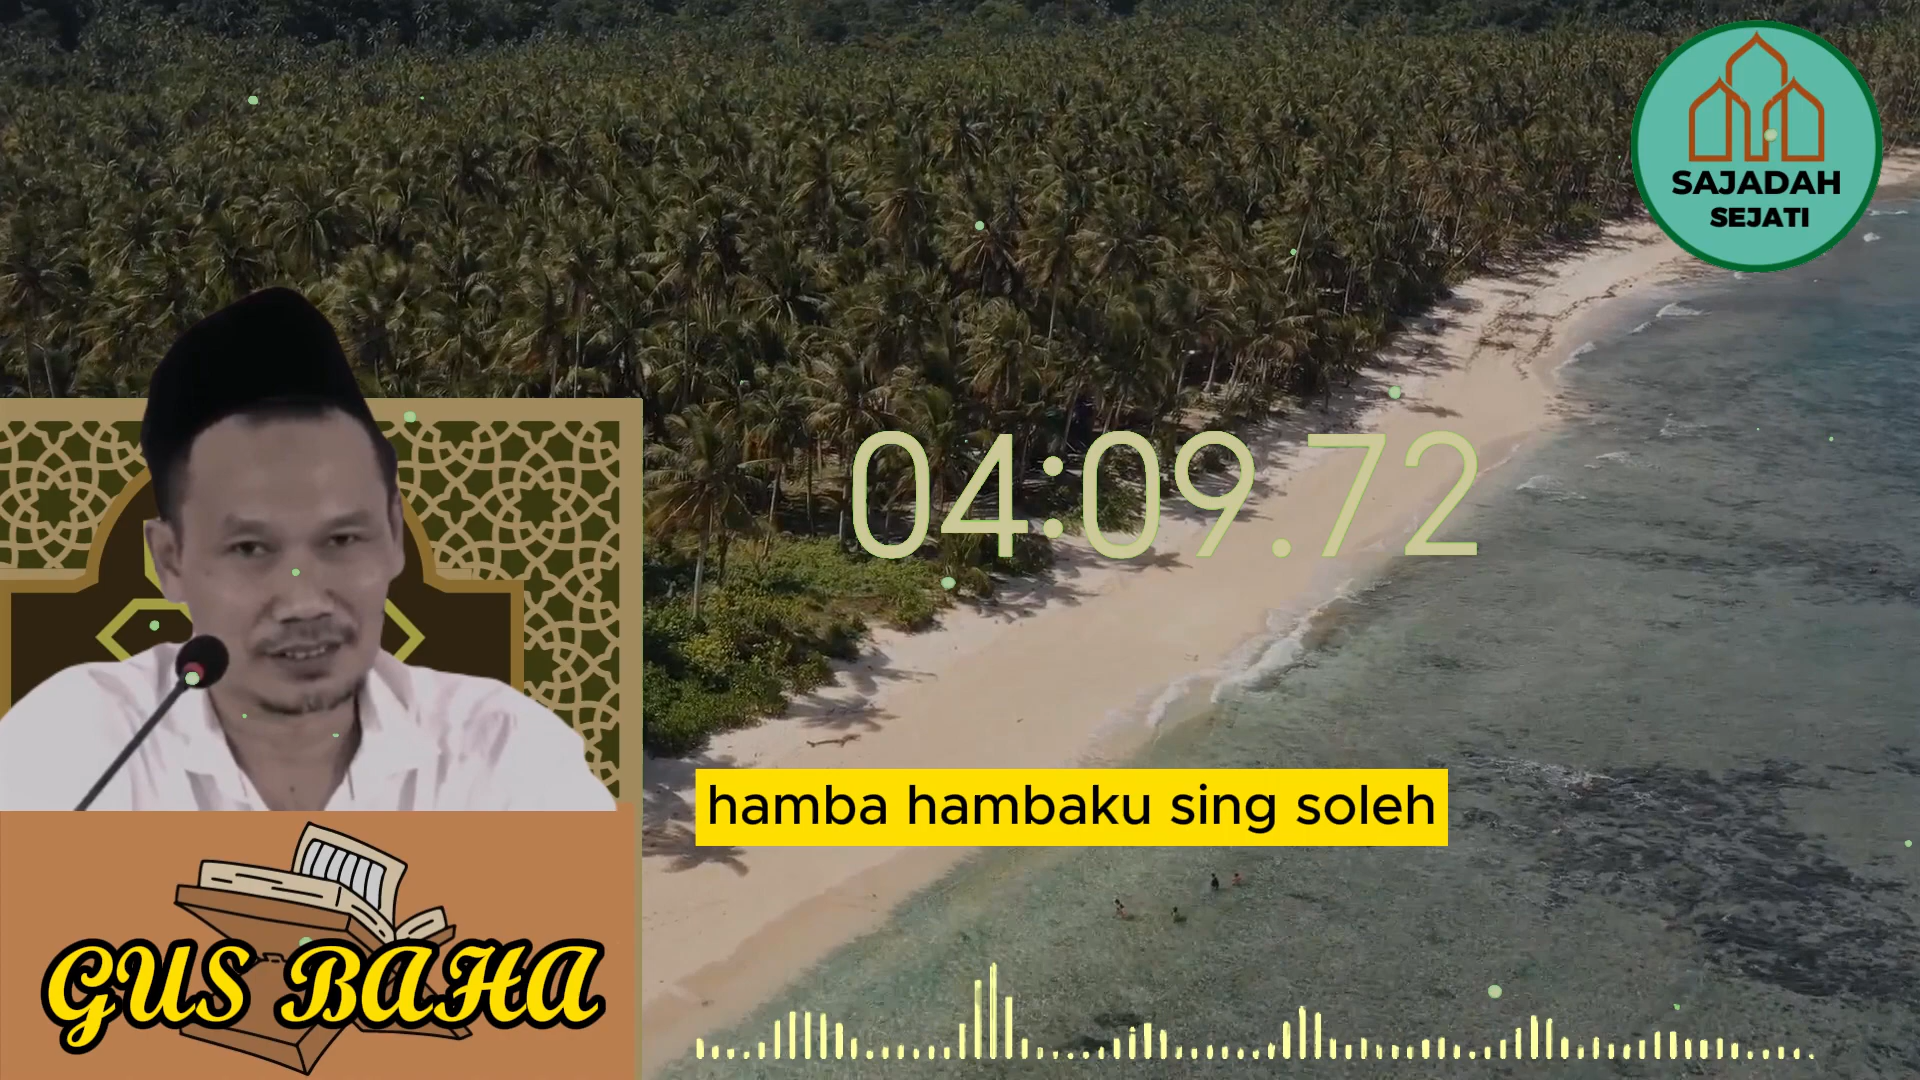 SAJADAH
SEJATI
04:09.72
hamba hambaku sing soleh
GUS BAHA